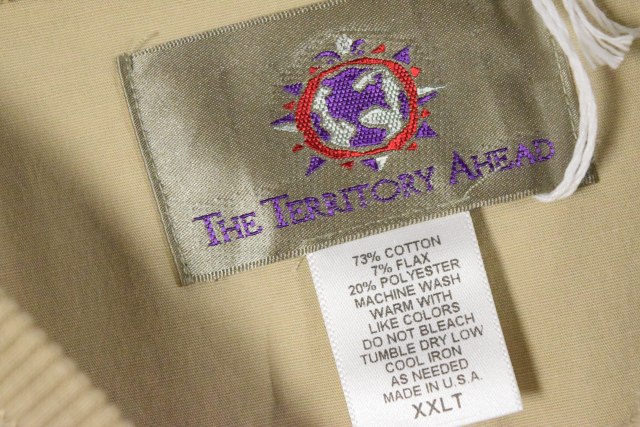 THE TERRITORY AHEAD
73% COTTON
7% FLAX
20% POLYESTER
MACHINE WASH
WARM WITH
LIKE COLORS
DO NOT BLEACH
TUMBLE DRY LOW
COOL IRON
AS NEEDED
MADE IN U.S.A.
XXLT